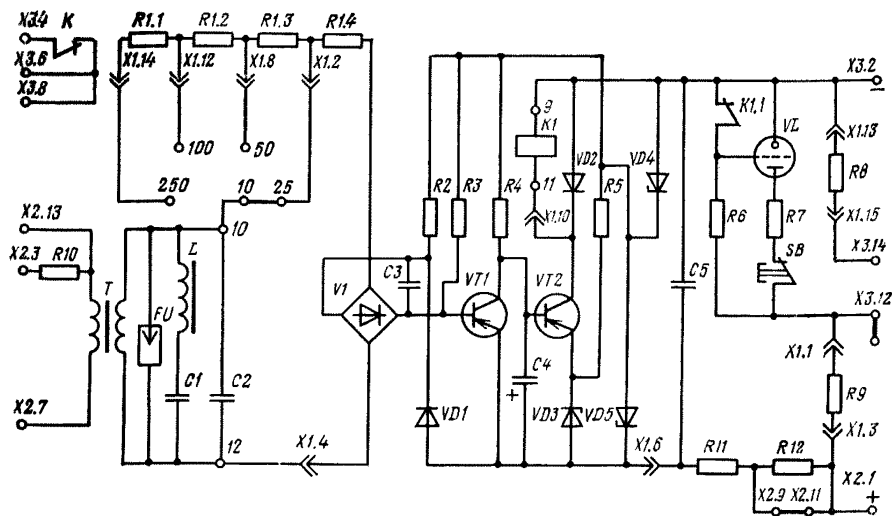 X3.4 K R1.1 R1.2 R1.3 R1.4
X3.6 X1.14 X1.12 X1.8 X1.2 X3.2
X3.8 −
9 K1 K1.1 VL X1.13
100 50 VD2 VD4
250 10 25 R2 R3 R4 11 R5 R8
X2.13 10 X1.10 R6 R7 X1.15
X2.3 R10 L C3 SB X3.14
T V1 VT1 VT2 C5
FU X3.12
C1 C2 C4 X1.1
X2.7 + VD1 VD3 VD5 R9
12 X1.4 X1.6 R11 R12 X1.3
X2.1
X2.9 X2.11 +